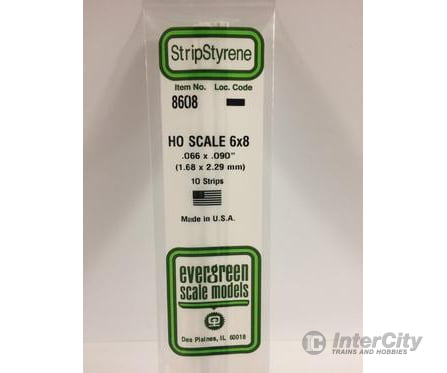 StripStyrene
Item No. Loc. Code
8608
HO SCALE 6x8
.066 x .090"
(1.68 x 2.29 mm)
10 Strips
Made in U.S.A.
evergreen
scale models
Des Plaines, IL 60018
IC InterCity
TRAINS AND HOBBIES